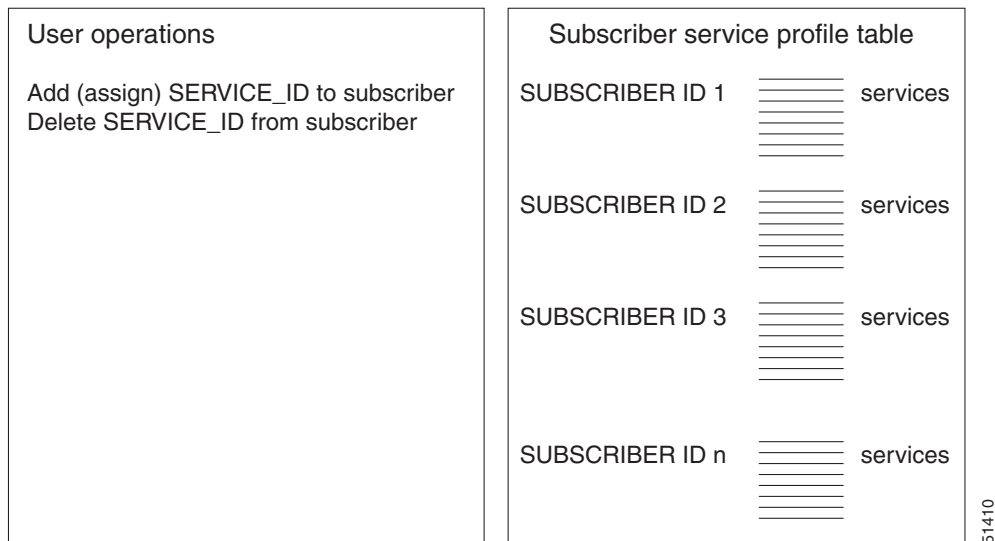 User operations
Add (assign) SERVICE_ID to subscriber
Delete SERVICE_ID from subscriber
Subscriber service profile table
SUBSCRIBER ID 1 services
SUBSCRIBER ID 2 services
SUBSCRIBER ID 3 services
SUBSCRIBER ID n services